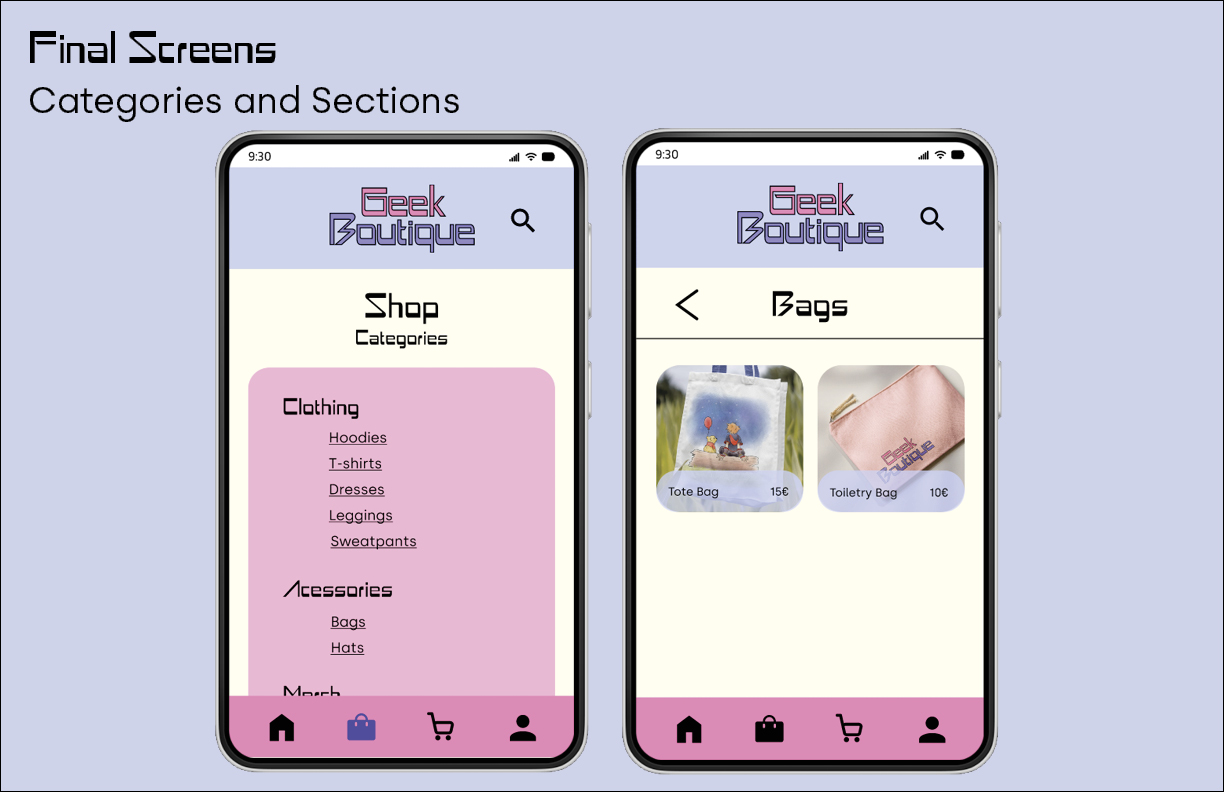 Final Screens
Categories and Sections
9:30
Geek
Boutique
Shop
Categories
Clothing
Hoodies
T-shirts
Dresses
Leggings
Sweatpants
Acessories
Bags
Hats
Merch
9:30
Geek
Boutique
Bags
Tote Bag 15€
Geek
Boutique
Toiletry Bag 10€